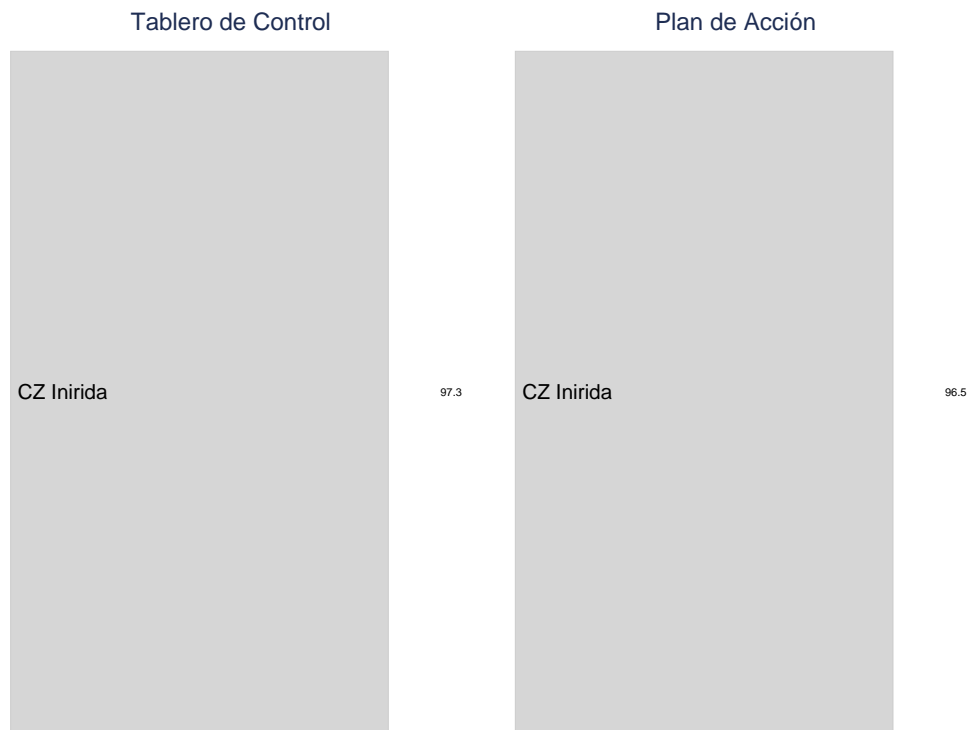 Tablero de Control
CZ Inirida
97.3
Plan de Acción
CZ Inirida
96.5